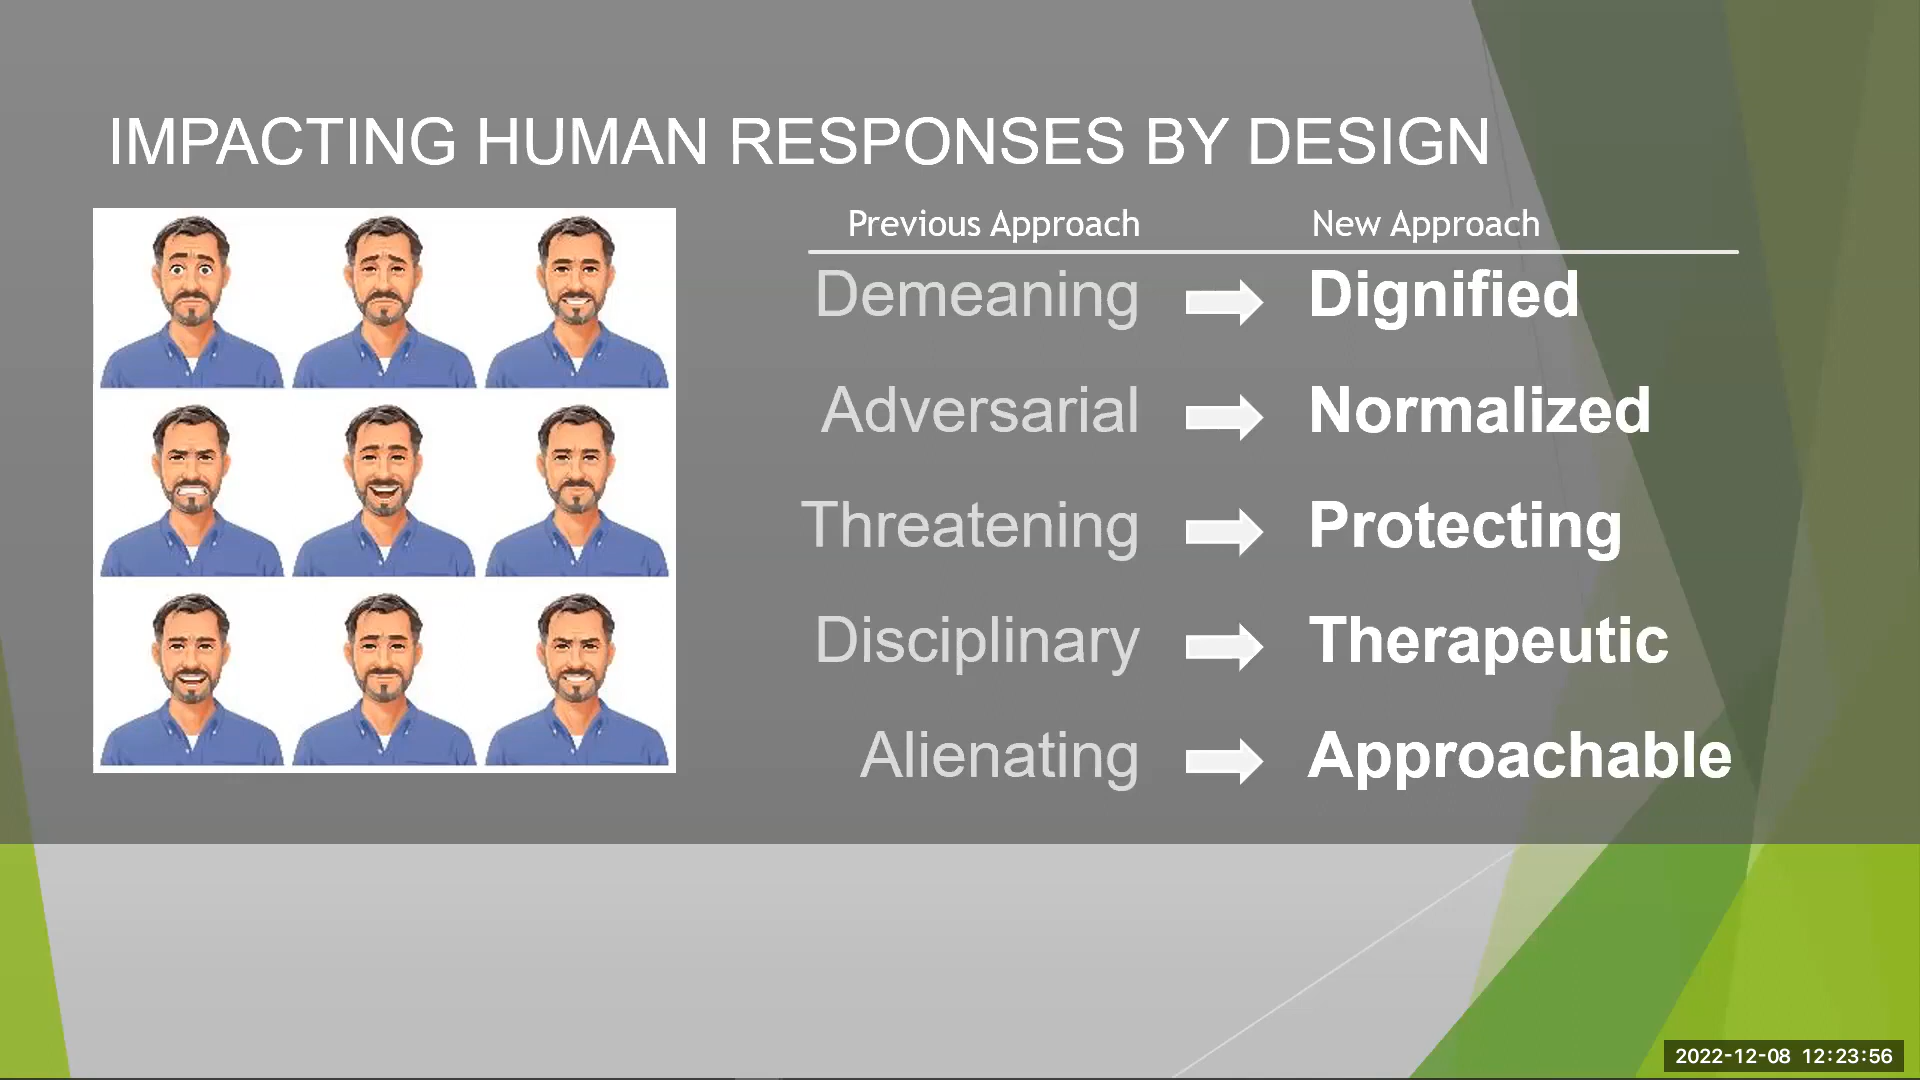 IMPACTING HUMAN RESPONSES BY DESIGN
Previous Approach New Approach
Demeaning Dignified
Adversarial Normalized
Threatening Protecting
Disciplinary Therapeutic
Alienating Approachable
2022-12-08 12:23:56